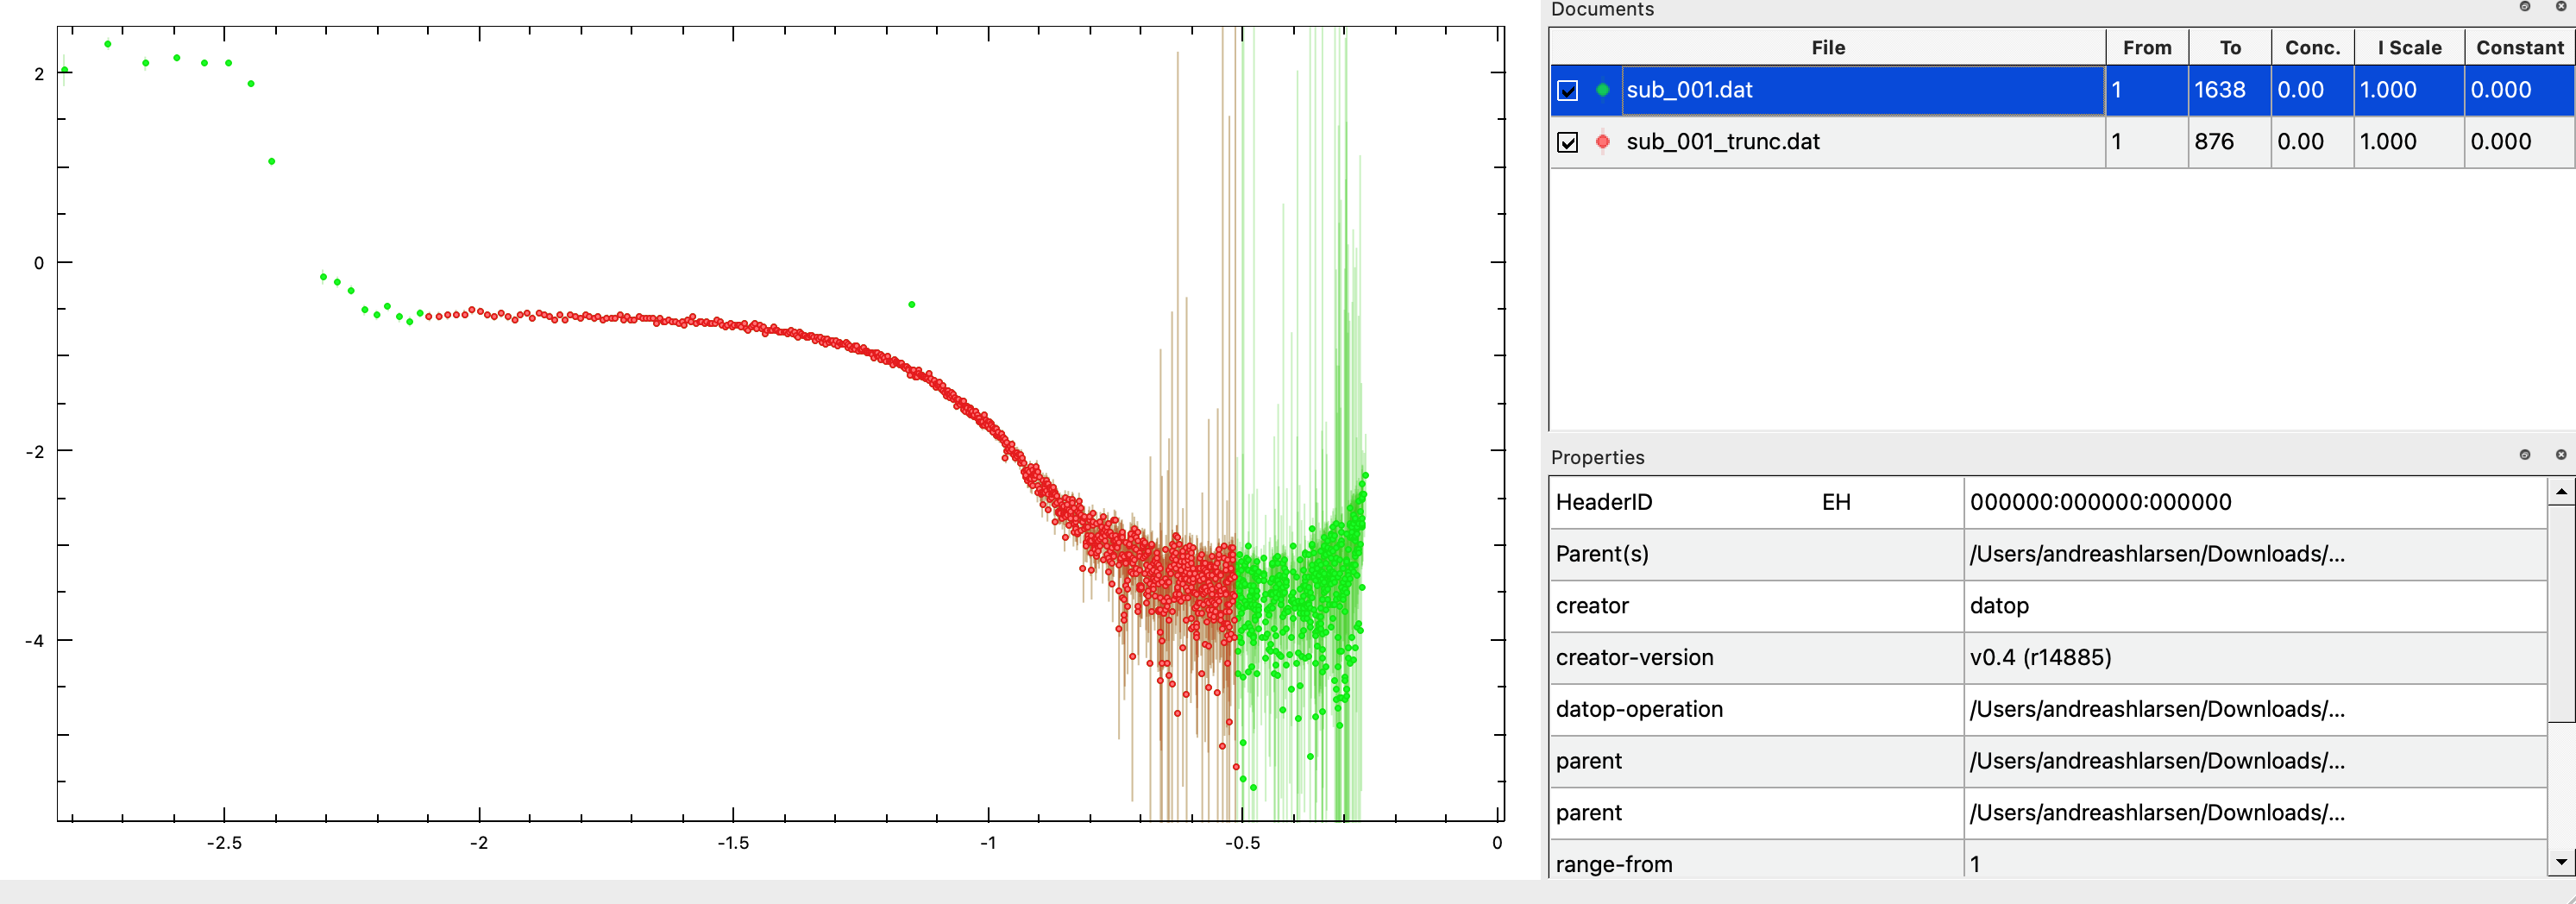 Documents
File From To Conc. I Scale Constant
sub_001.dat 1 1638 0.00 1.000 0.000
sub_001_trunc.dat 1 876 0.00 1.000 0.000
2
0
-2
-4
-2.5 -2 -1.5 -1 -0.5 0
Properties
HeaderID EH 000000:000000:000000
Parent(s) /Users/andreashlarsen/Downloads/...
creator datop
creator-version v0.4 (r14885)
datop-operation /Users/andreashlarsen/Downloads/...
parent /Users/andreashlarsen/Downloads/...
parent /Users/andreashlarsen/Downloads/...
range-from 1